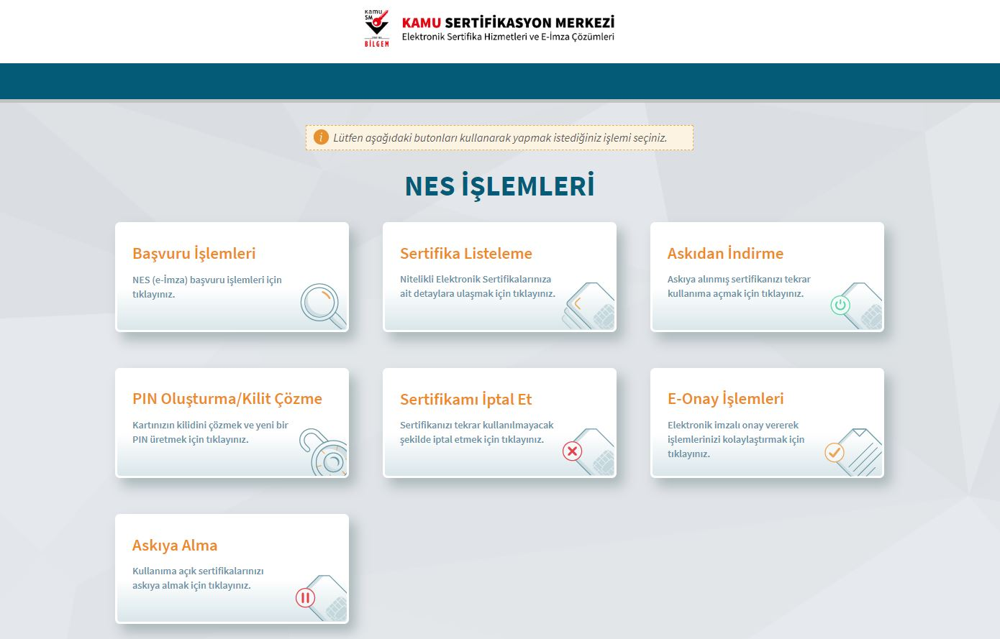 Kamu
SM
BİLGEM
KAMU SERTİFİKASYON MERKEZİ
Elektronik Sertifika Hizmetleri ve E-İmza Çözümleri
i Lütfen aşağıdaki butonları kullanarak yapmak istediğiniz işlemi seçiniz.
NES İŞLEMLERİ
Başvuru İşlemleri
NES (e-İmza) başvuru işlemleri için
tıklayınız.
Sertifika Listeleme
Nitelikli Elektronik Sertifikalarınıza
ait detaylara ulaşmak için tıklayınız.
Askıdan İndirme
Askıya alınmış sertifikanızı tekrar
kullanıma açmak için tıklayınız.
PIN Oluşturma/Kilit Çözme
Kartınızın kilidini çözmek ve yeni bir
PIN üretmek için tıklayınız.
Sertifikamı İptal Et
Sertifikanızı tekrar kullanılmayacak
şekilde iptal etmek için tıklayınız.
E-Onay İşlemleri
Elektronik imzalı onay vererek
işlemlerinizi kolaylaştırmak için
tıklayınız.
Askıya Alma
Kullanıma açık sertifikalarınızı
askıya almak için tıklayınız.